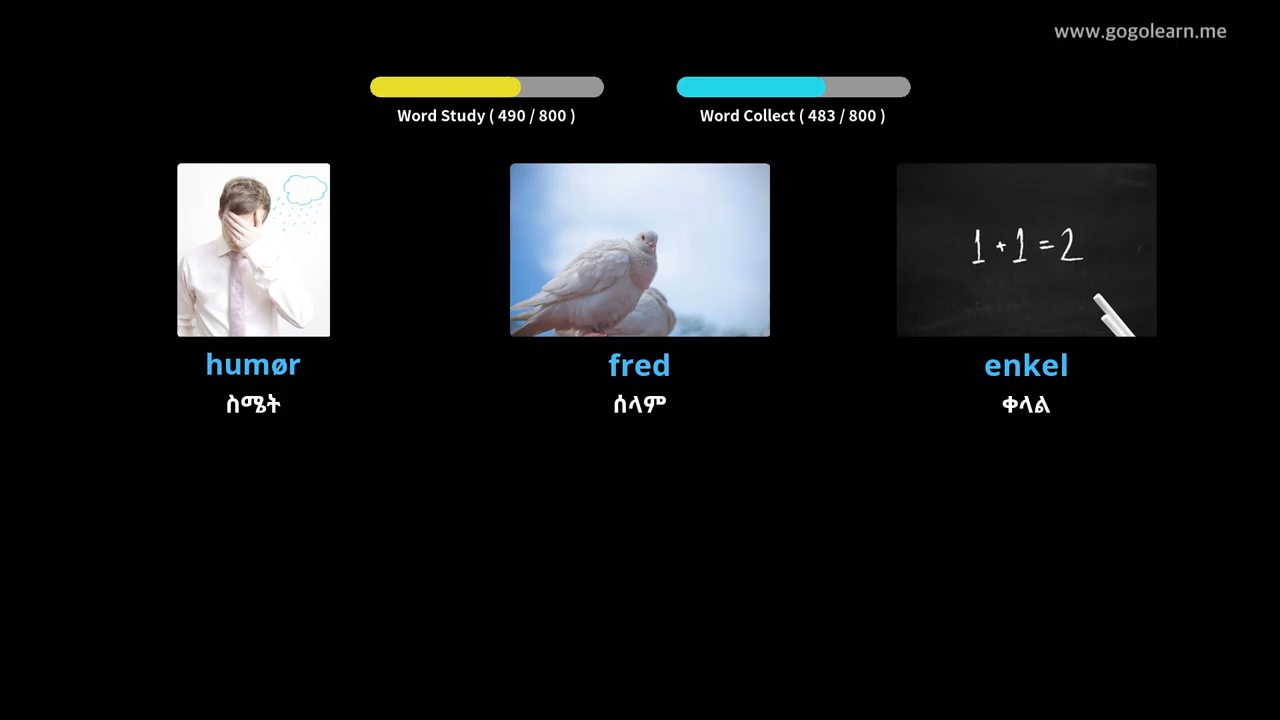 www.gogolearn.me
Word Study ( 490 / 800 )
Word Collect ( 483 / 800 )
1 + 1 = 2
humør
fred
enkel
ስሜት
ሰላም
ቀላል